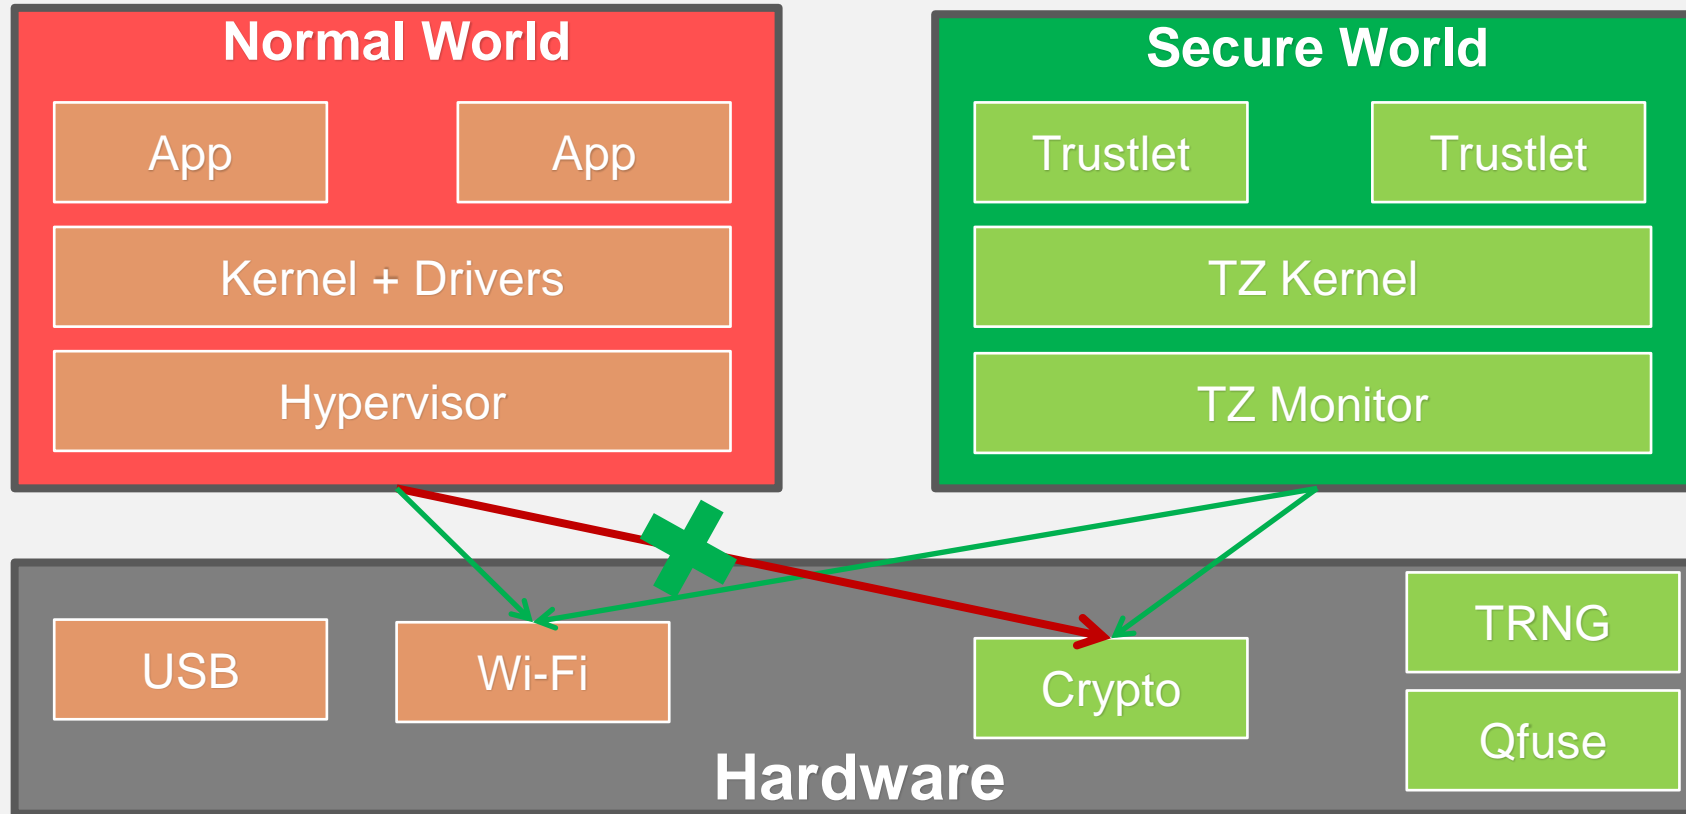 Normal World
App
App
Kernel + Drivers
Hypervisor
Secure World
Trustlet
Trustlet
TZ Kernel
TZ Monitor
USB
Wi-Fi
Crypto
TRNG
Qfuse
Hardware